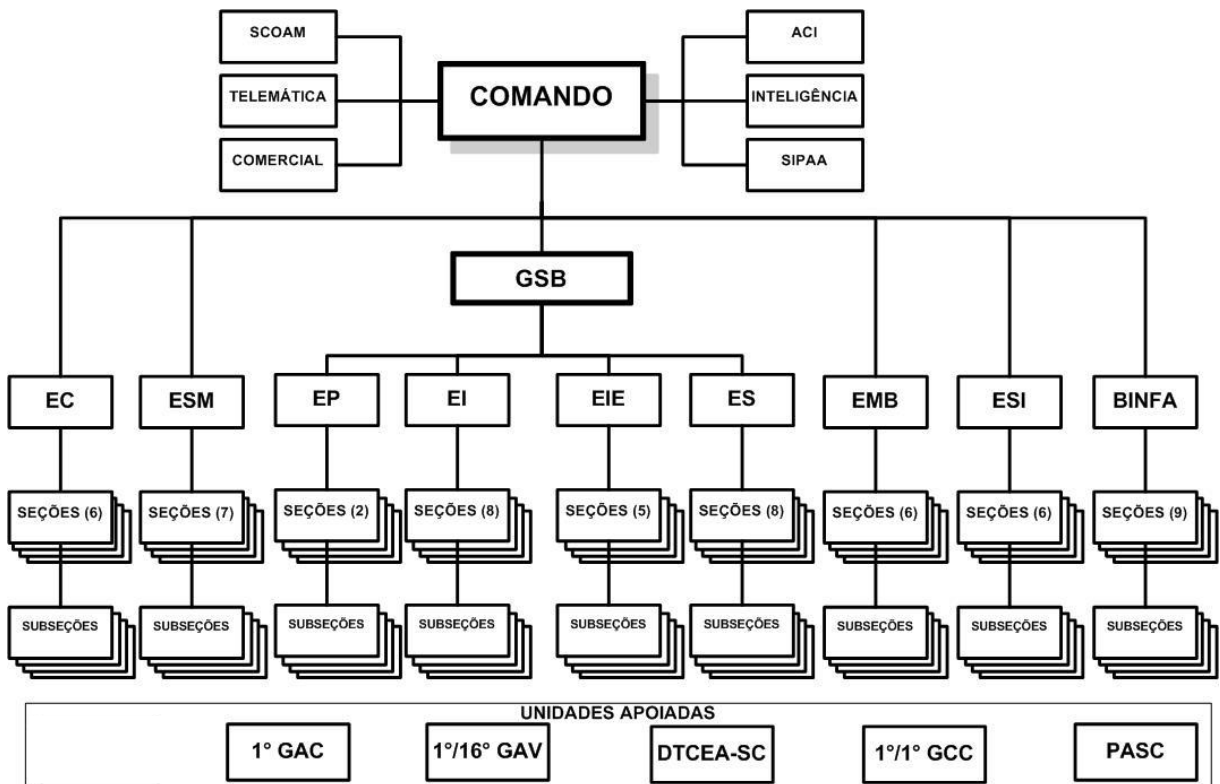 SCOAM
ACI
COMANDO
TELEMÁTICA
INTELIGÊNCIA
COMERCIAL
SIPAA
GSB
EC
ESM
EP
EI
EIE
ES
EMB
ESI
BINFA
SEÇÕES (6)
SEÇÕES (7)
SEÇÕES (2)
SEÇÕES (8)
SEÇÕES (5)
SEÇÕES (8)
SEÇÕES (6)
SEÇÕES (6)
SEÇÕES (9)
SUBSEÇÕES
SUBSEÇÕES
SUBSEÇÕES
SUBSEÇÕES
SUBSEÇÕES
SUBSEÇÕES
SUBSEÇÕES
SUBSEÇÕES
SUBSEÇÕES
UNIDADES APOIADAS
1° GAC
1°/16° GAV
DTCEA-SC
1°/1° GCC
PASC